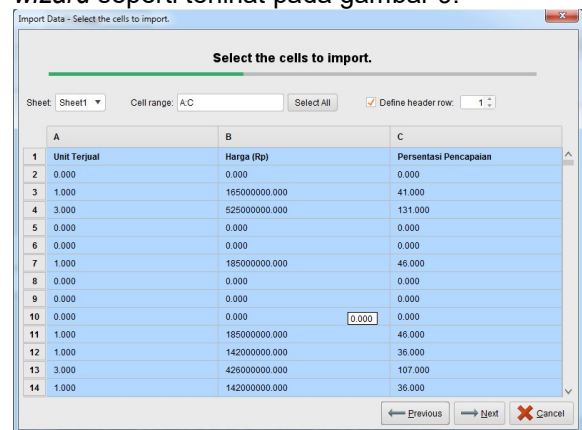 wizard seperti terlihat pada gambar 9.
Import Data - Select the cells to import.
Select the cells to import.
Sheet: Sheet1 Cell range: A:C Select All Define header row: 1
A B C
1 Unit Terjual Harga (Rp) Persentasi Pencapaian
2 0.000 0.000 0.000
3 1.000 165000000.000 41.000
4 3.000 525000000.000 131.000
5 0.000 0.000 0.000
6 0.000 0.000 0.000
7 1.000 185000000.000 46.000
8 0.000 0.000 0.000
9 0.000 0.000 0.000
10 0.000 0.000 0.000 0.000
11 1.000 185000000.000 46.000
12 1.000 142000000.000 36.000
13 3.000 426000000.000 107.000
14 1.000 142000000.000 36.000
Previous Next Cancel